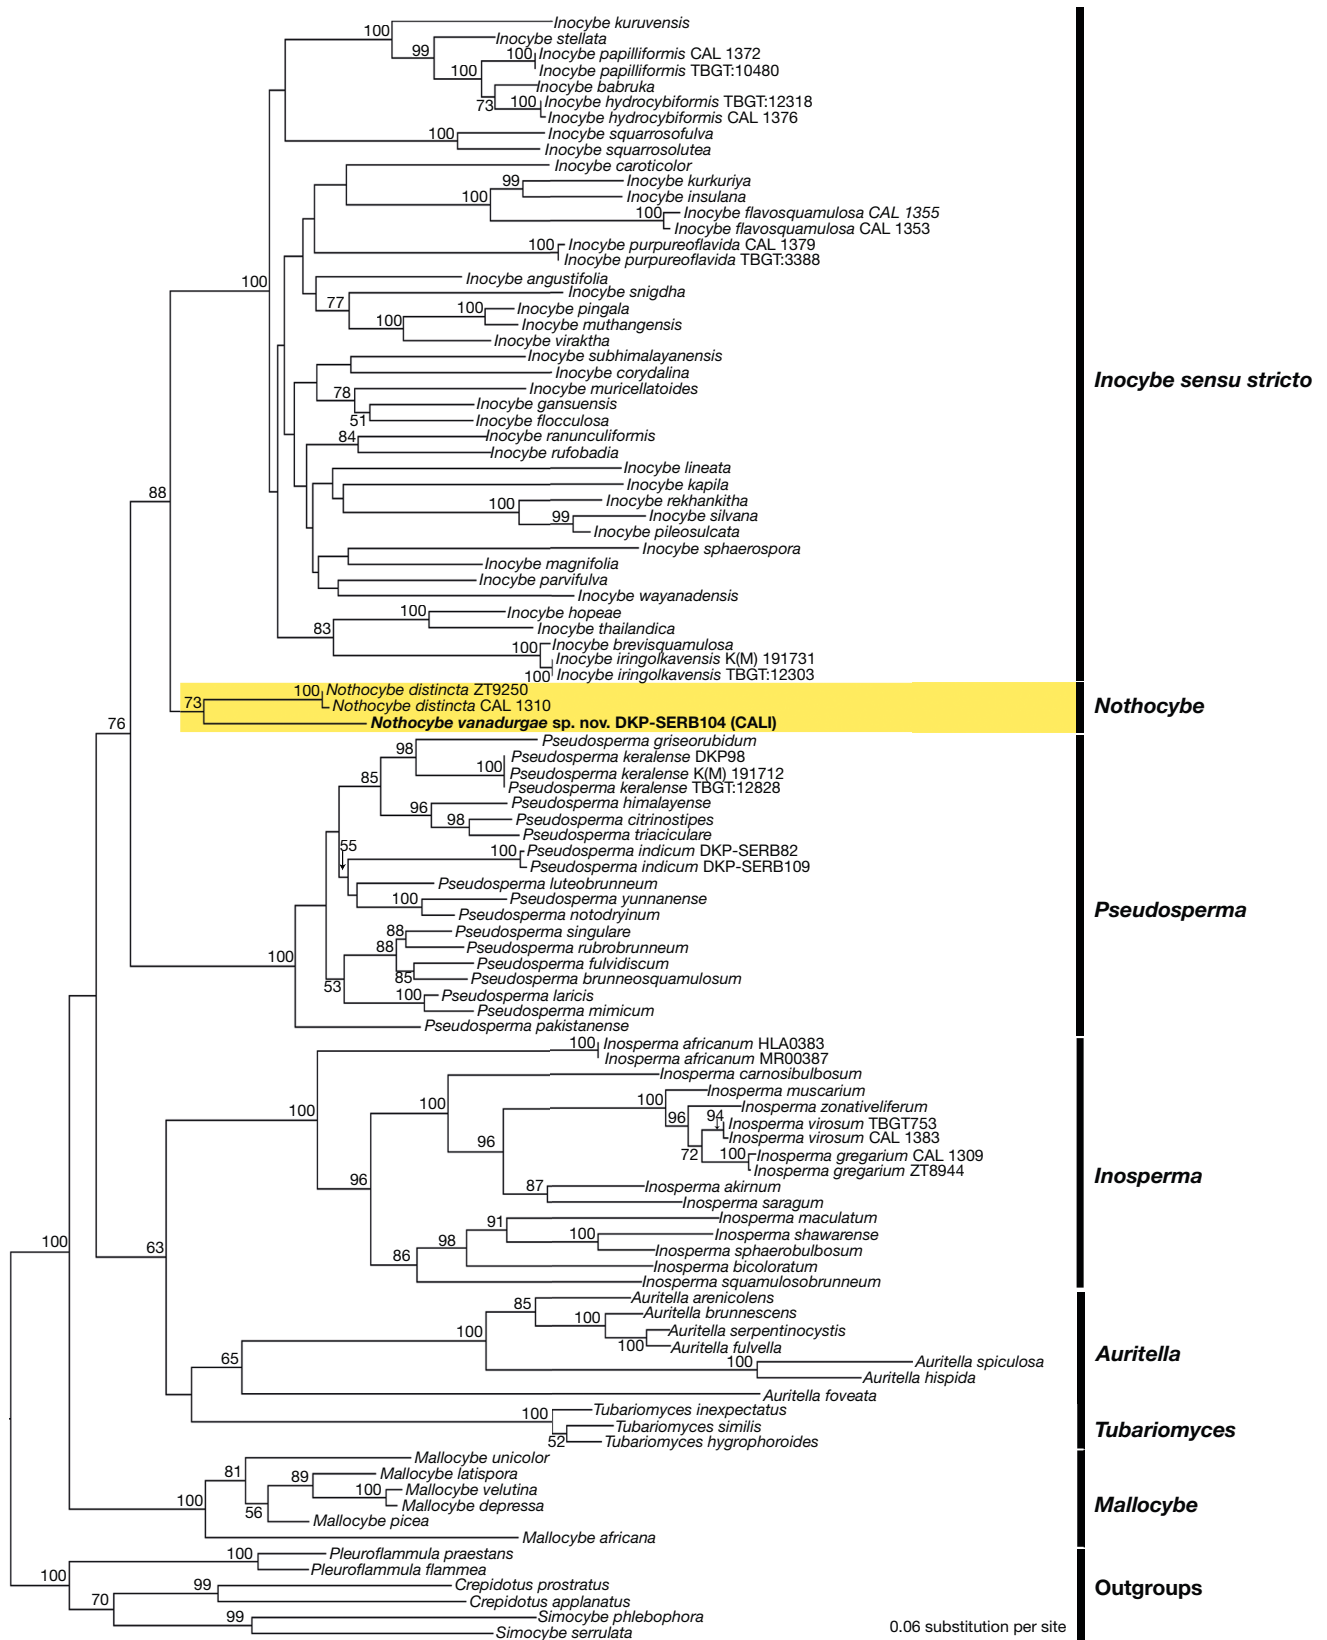 Inocybe kuruvensis
100
Inocybe stellata
99
100 Inocybe papilliformis CAL 1372
Inocybe papilliformis TBGT:10480
100
Inocybe babruka
73
100 Inocybe hydrocybiformis TBGT:12318
Inocybe hydrocybiformis CAL 1376
100
Inocybe squarrosofulva
Inocybe squarrosolutea
Inocybe caroticolor
99
Inocybe kurkuriya
100
Inocybe insulana
100
Inocybe flavosquamulosa CAL 1355
Inocybe flavosquamulosa CAL 1353
100 Inocybe purpureoflavida CAL 1379
Inocybe purpureoflavida TBGT:3388
100
Inocybe angustifolia
Inocybe snigdha
77
100
Inocybe pingala
100
Inocybe muthangensis
Inocybe viraktha
Inocybe subhimalayanensis
Inocybe corydalina
78
Inocybe muricellatoides
Inocybe gansuensis
51
Inocybe flocculosa
84
Inocybe ranunculiformis
Inocybe rufobadia
Inocybe lineata
Inocybe kapila
100
Inocybe rekhankitha
99
Inocybe silvana
Inocybe pileosulcata
88
Inocybe sphaerospora
Inocybe magnifolia
Inocybe parvifulva
Inocybe wayanadensis
100
Inocybe hopeae
83
Inocybe thailandica
100
Inocybe brevisquamulosa
Inocybe iringolkavensis K(M) 191731
100 Inocybe iringolkavensis TBGT:12303
Inocybe sensu stricto
100 Nothocybe distincta ZT9250
73
Nothocybe distincta CAL 1310
Nothocybe vanadurgae sp. nov. DKP-SERB104 (CALI)
Nothocybe
76
98
Pseudosperma griseorubidum
Pseudosperma keralense DKP98
100
Pseudosperma keralense K(M) 191712
85
Pseudosperma keralense TBGT:12828
96
Pseudosperma himalayense
98
Pseudosperma citrinostipes
Pseudosperma triaciculare
55
100 Pseudosperma indicum DKP-SERB82
Pseudosperma indicum DKP-SERB109
Pseudosperma luteobrunneum
100
Pseudosperma yunnanense
Pseudosperma notodryinum
88
Pseudosperma singulare
88
Pseudosperma rubrobrunneum
Pseudosperma fulvidiscum
85
Pseudosperma brunneosquamulosum
100
53
100
Pseudosperma laricis
Pseudosperma mimicum
Pseudosperma pakistanense
Pseudosperma
100 Inosperma africanum HLA0383
Inosperma africanum MR00387
Inosperma carnosibulbosum
100
Inosperma muscarium
100
100
96
Inosperma zonativeliferum
94
Inosperma virosum TBGT753
Inosperma virosum CAL 1383
96
72
100 Inosperma gregarium CAL 1309
Inosperma gregarium ZT8944
96
87
Inosperma akirnum
Inosperma saragum
91
Inosperma maculatum
100
Inosperma shawarense
98
Inosperma sphaerobulbosum
86
Inosperma bicoloratum
Inosperma squamulosobrunneum
Inosperma
100
63
85
Auritella arenicolens
100
Auritella brunnescens
100
Auritella serpentinocystis
100
Auritella fulvella
65
100
Auritella spiculosa
Auritella hispida
Auritella foveata
Auritella
100
Tubariomyces inexpectatus
Tubariomyces similis
52
Tubariomyces hygrophoroides
Tubariomyces
81
Mallocybe unicolor
89
Mallocybe latispora
100
Mallocybe velutina
100
Mallocybe depressa
56
Mallocybe picea
Mallocybe africana
Mallocybe
100
Pleuroflammula praestans
Pleuroflammula flammea
100
99
Crepidotus prostratus
70
Crepidotus applanatus
99
Simocybe phlebophora
Simocybe serrulata
Outgroups
0.06 substitution per site